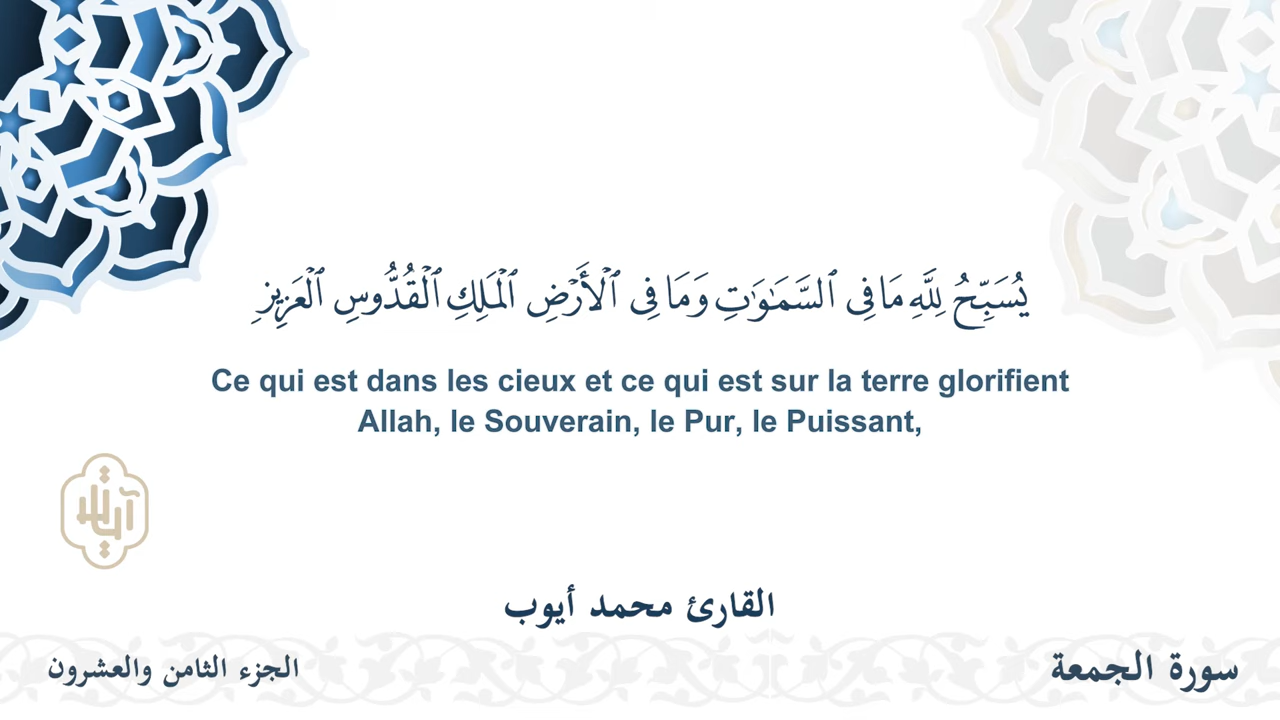 يُسَبِّحُ لِلَّهِ مَا فِى ٱلسَّمَـٰوَٰتِ وَمَا فِى ٱلْأَرْضِ ٱلْمَلِكِ ٱلْقُدُّوسِ ٱلْعَزِيزِ
Ce qui est dans les cieux et ce qui est sur la terre glorifient
Allah, le Souverain, le Pur, le Puissant,
القارئ محمد أيوب
سورة الجمعة
الجزء الثامن والعشرون